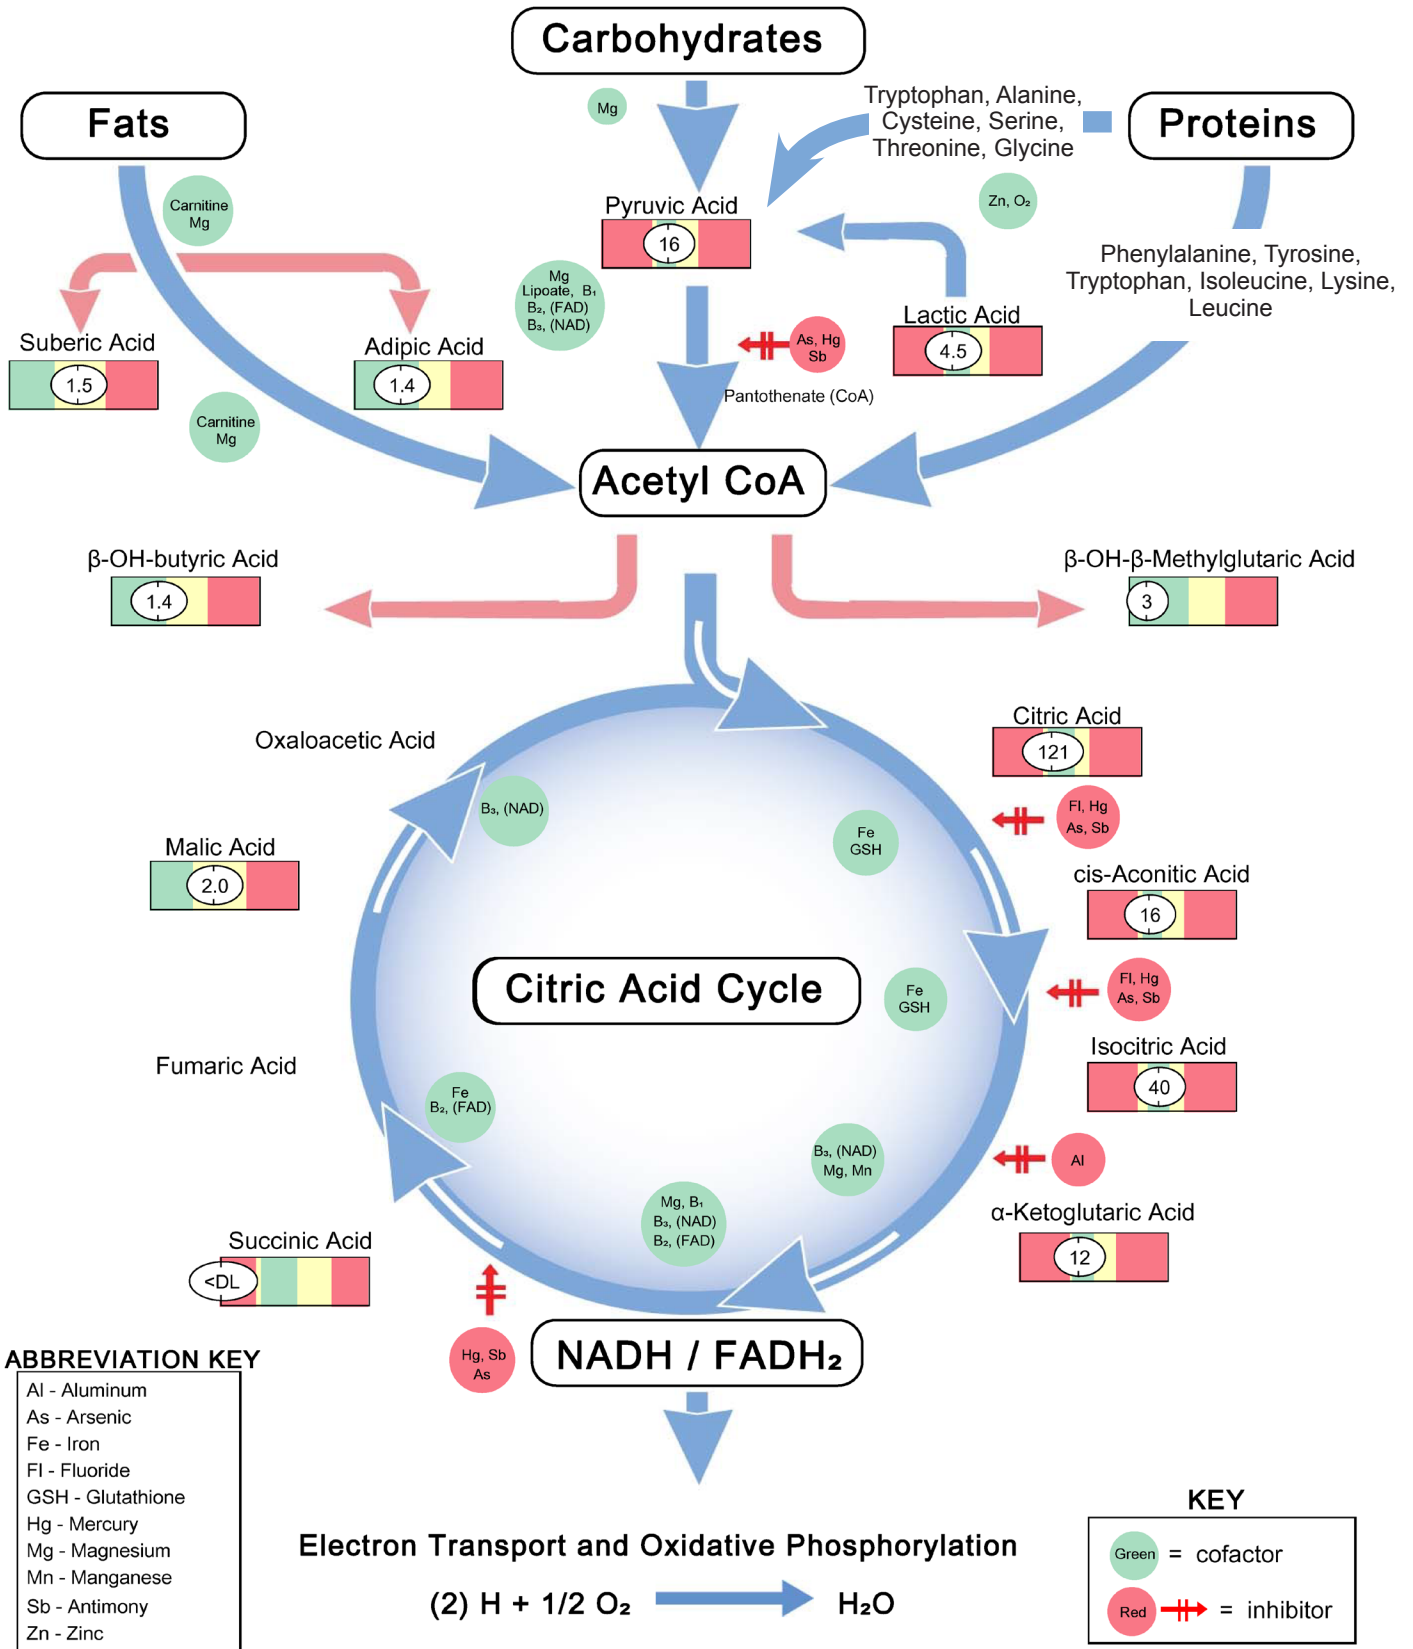 Carbohydrates
Fats
Mg
Tryptophan, Alanine,
Cysteine, Serine,
Threonine, Glycine
Proteins
Carnitine
Mg
Zn, O₂
Pyruvic Acid
16
Phenylalanine, Tyrosine,
Tryptophan, Isoleucine, Lysine,
Leucine
Mg
Lipoate, B₁
B₂, (FAD)
B₃, (NAD)
Lactic Acid
4.5
As, Hg
Sb
Suberic Acid
1.5
Adipic Acid
1.4
Pantothenate (CoA)
Carnitine
Mg
Acetyl CoA
β-OH-butyric Acid
1.4
β-OH-β-Methylglutaric Acid
3
Citric Acid
121
Oxaloacetic Acid
B₃, (NAD)
Fl, Hg
As, Sb
Fe
GSH
Malic Acid
2.0
cis-Aconitic Acid
16
Citric Acid Cycle
Fe
GSH
Fl, Hg
As, Sb
Isocitric Acid
40
Fumaric Acid
Fe
B₂, (FAD)
B₃, (NAD)
Mg, Mn
Al
Mg, B₁
B₃, (NAD)
B₂, (FAD)
α-Ketoglutaric Acid
12
Succinic Acid
<DL
Hg, Sb
As
NADH / FADH₂
ABBREVIATION KEY
Al - Aluminum
As - Arsenic
Fe - Iron
Fl - Fluoride
GSH - Glutathione
Hg - Mercury
Mg - Magnesium
Mn - Manganese
Sb - Antimony
Zn - Zinc
Electron Transport and Oxidative Phosphorylation
(2) H + 1/2 O₂ H₂O
KEY
Green = cofactor
Red = inhibitor